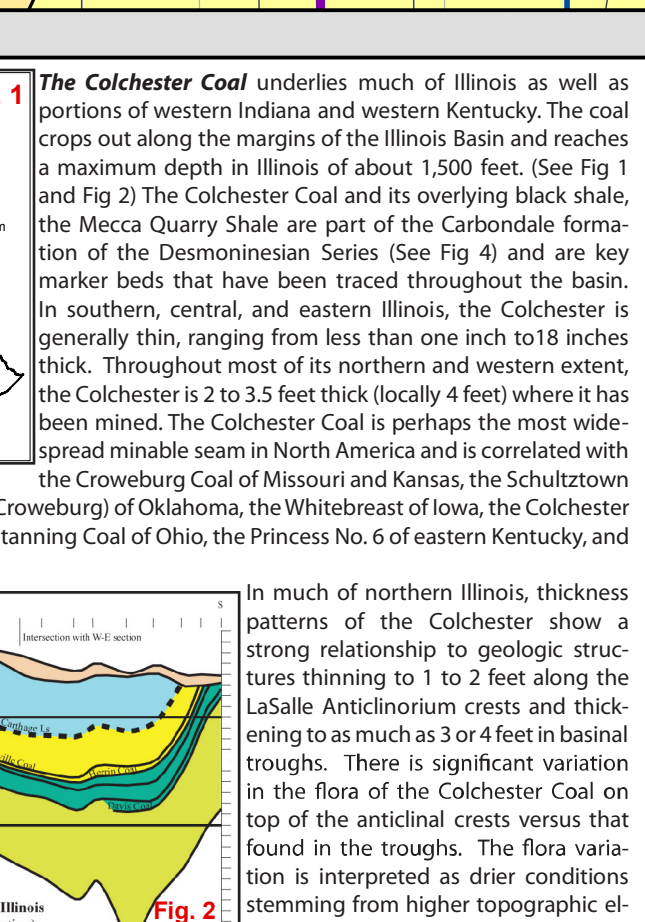 . 1
The Colchester Coal underlies much of Illinois as well as
portions of western Indiana and western Kentucky. The coal
crops out along the margins of the Illinois Basin and reaches
a maximum depth in Illinois of about 1,500 feet. (See Fig 1
and Fig 2) The Colchester Coal and its overlying black shale,
the Mecca Quarry Shale are part of the Carbondale forma-
tion of the Desmoninesian Series (See Fig 4) and are key
marker beds that have been traced throughout the basin.
In southern, central, and eastern Illinois, the Colchester is
generally thin, ranging from less than one inch to18 inches
thick. Throughout most of its northern and western extent,
the Colchester is 2 to 3.5 feet thick (locally 4 feet) where it has
been mined. The Colchester Coal is perhaps the most wide-
spread minable seam in North America and is correlated with
the Croweburg Coal of Missouri and Kansas, the Schultztown
Croweburg) of Oklahoma, the Whitebreast of Iowa, the Colchester
tanning Coal of Ohio, the Princess No. 6 of eastern Kentucky, and
S
Intersection with W-E section
Carthage Ls
ville Coal
Herrin Coal
Davis Coal
Illinois
Fig. 2
In much of northern Illinois, thickness
patterns of the Colchester show a
strong relationship to geologic struc-
tures thinning to 1 to 2 feet along the
LaSalle Anticlinorium crests and thick-
ening to as much as 3 or 4 feet in basinal
troughs. There is significant variation
in the flora of the Colchester Coal on
top of the anticlinal crests versus that
found in the troughs. The flora varia-
tion is interpreted as drier conditions
stemming from higher topographic el-